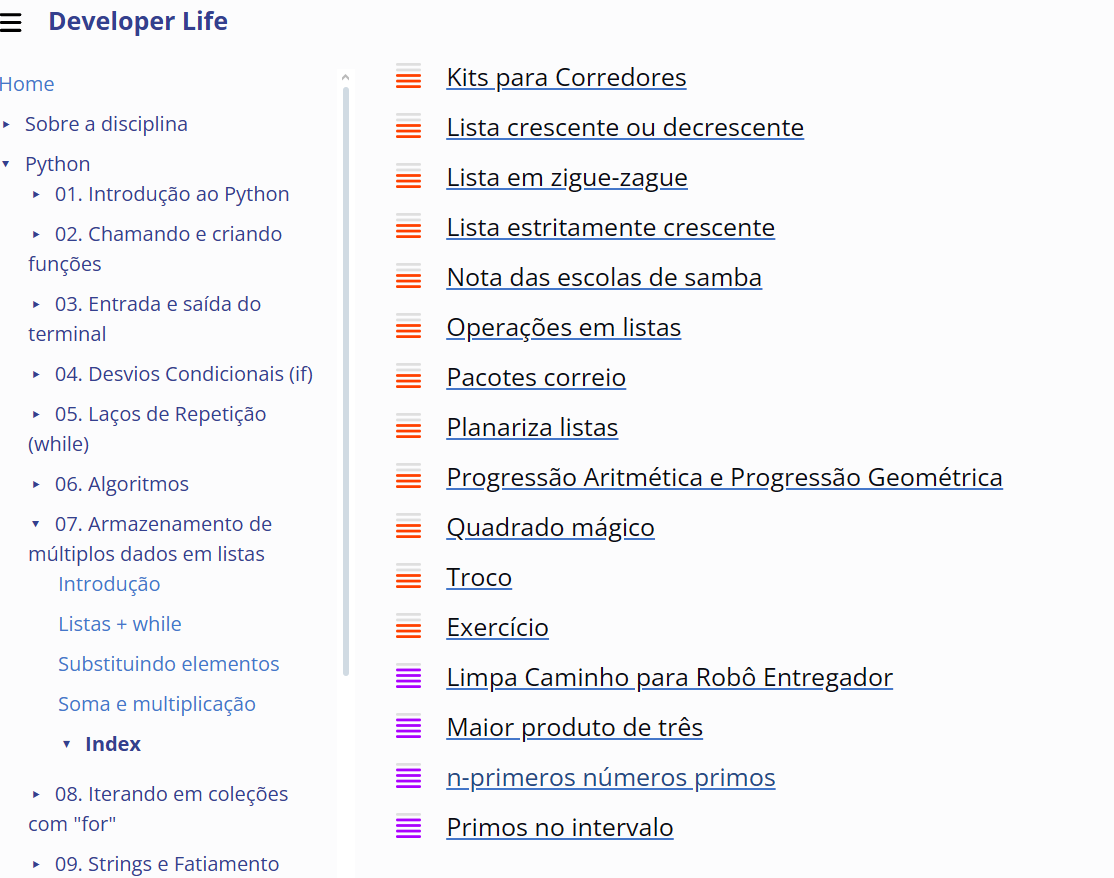 Developer Life
Home
Sobre a disciplina
Python
01. Introdução ao Python
02. Chamando e criando
funções
03. Entrada e saída do
terminal
04. Desvios Condicionais (if)
05. Laços de Repetição
(while)
06. Algoritmos
07. Armazenamento de
múltiplos dados em listas
Introdução
Listas + while
Substituindo elementos
Soma e multiplicação
Index
08. Iterando em coleções
com "for"
09. Strings e Fatiamento
Kits para Corredores
Lista crescente ou decrescente
Lista em zigue-zague
Lista estritamente crescente
Nota das escolas de samba
Operações em listas
Pacotes correio
Planariza listas
Progressão Aritmética e Progressão Geométrica
Quadrado mágico
Troco
Exercício
Limpa Caminho para Robô Entregador
Maior produto de três
n-primeros números primos
Primos no intervalo